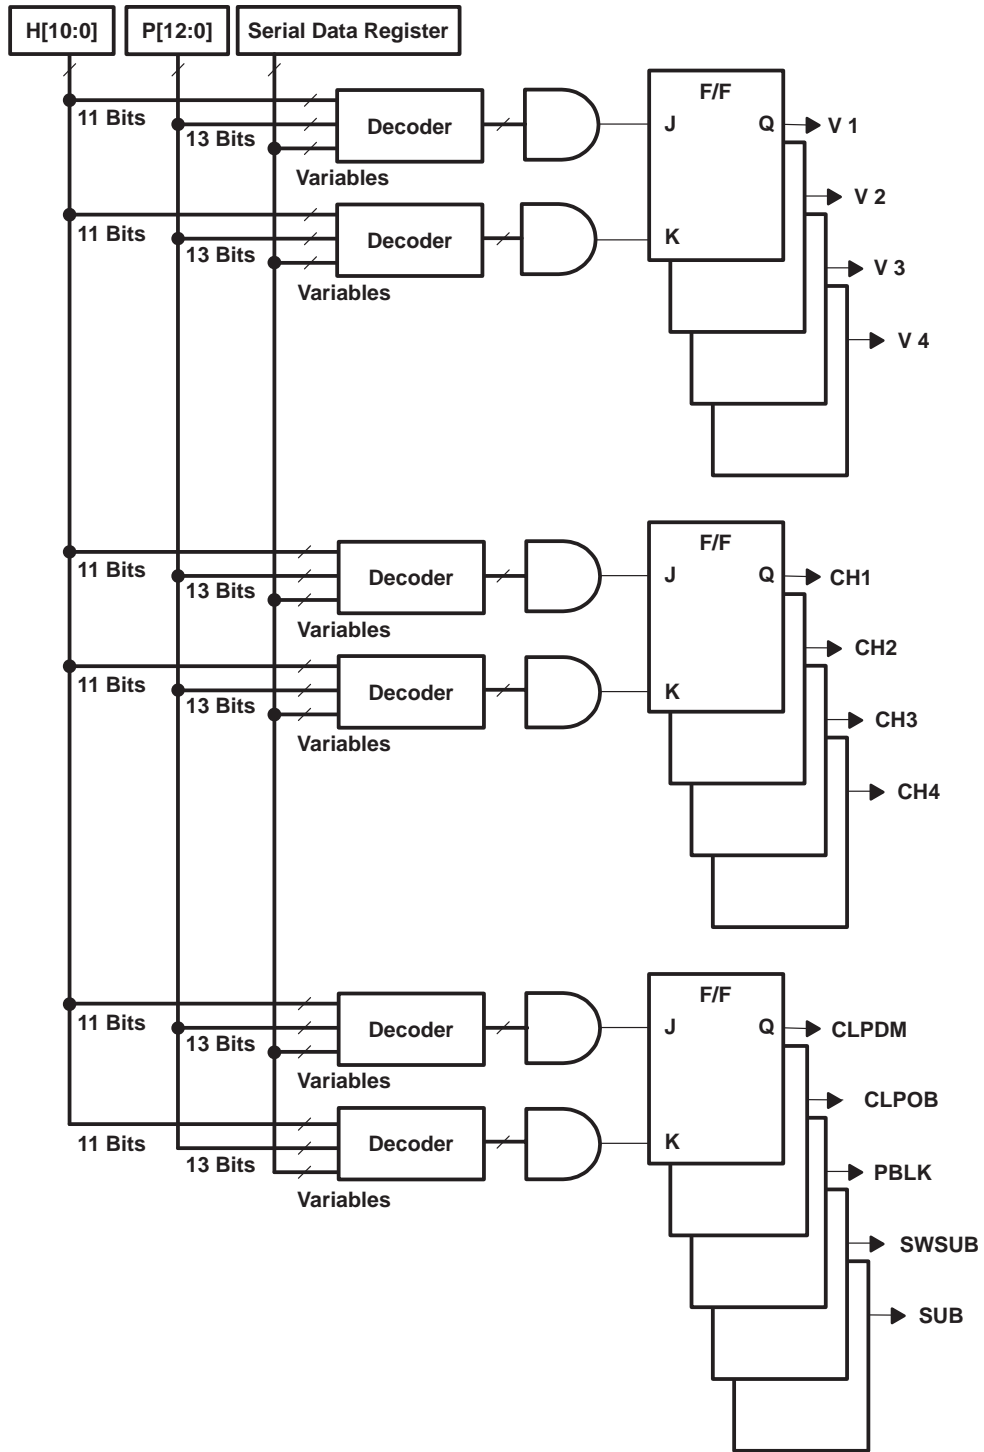 H[10:0] P[12:0] Serial Data Register
F/F
11 Bits
13 Bits
Decoder
Variables
J
Q
V 1
V 2
11 Bits
13 Bits
Decoder
Variables
K
V 3
V 4
F/F
11 Bits
13 Bits
Decoder
Variables
J
Q
CH1
CH2
11 Bits
13 Bits
Decoder
Variables
K
CH3
CH4
F/F
11 Bits
13 Bits
Decoder
Variables
J
Q
CLPDM
CLPOB
11 Bits
13 Bits
Decoder
Variables
K
PBLK
SWSUB
SUB